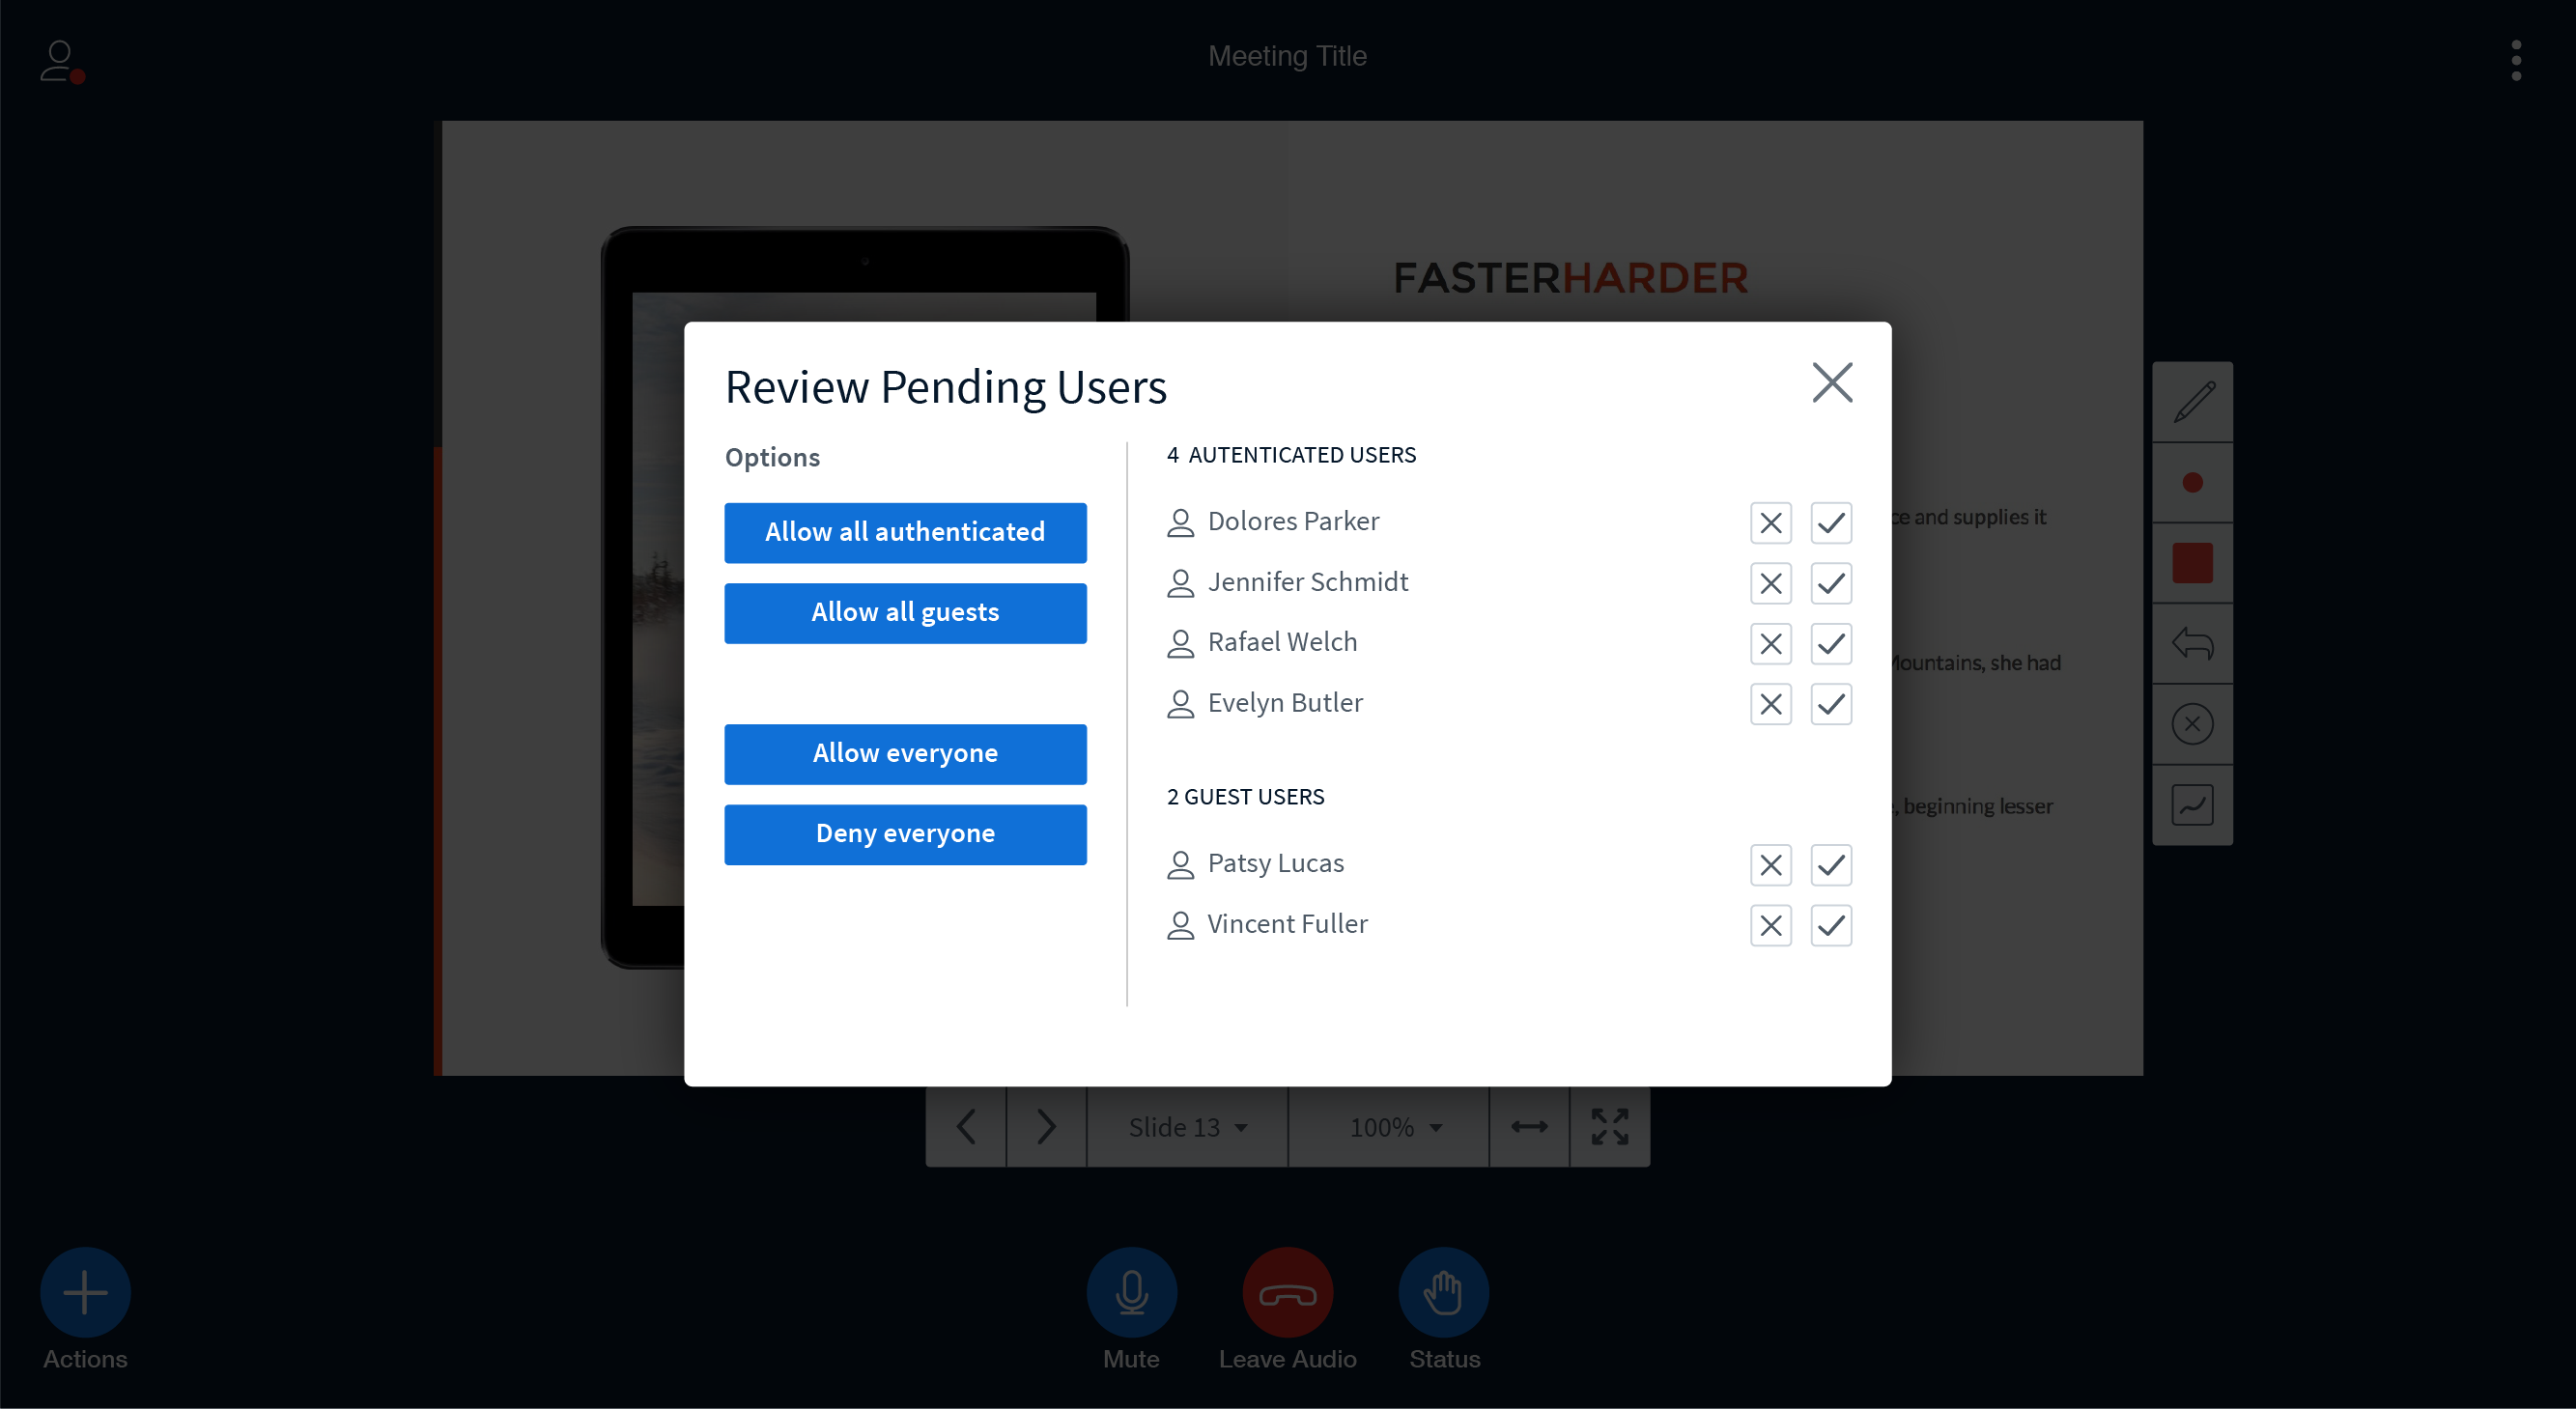 Meeting Title
FASTERHARDER
Review Pending Users
Options
Allow all authenticated
Allow all guests
Allow everyone
Deny everyone
4 AUTENTICATED USERS
Dolores Parker
Jennifer Schmidt
Rafael Welch
Evelyn Butler
2 GUEST USERS
Patsy Lucas
Vincent Fuller
and supplies it
Mountains, she had
, beginning lesser
Slide 13
100%
Actions
Mute
Leave Audio
Status